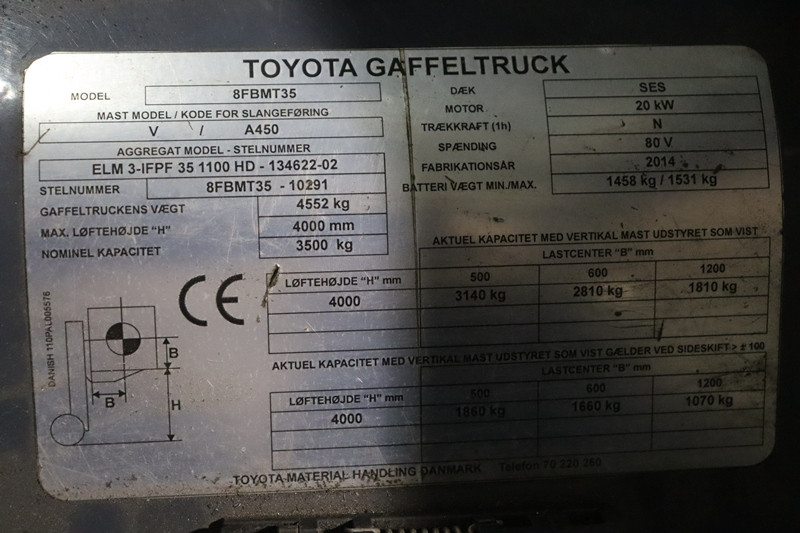 TOYOTA GAFFELTRUCK
MODEL 8FBMT35
MAST MODEL / KODE FOR SLANGEFØRING
V / A450
AGGREGAT MODEL - STELNUMMER
ELM 3-IFPF 35 1100 HD - 134622-02
STELNUMMER 8FBMT35 - 10291
GAFFELTRUCKENS VÆGT 4552 kg
MAX. LØFTEHØJDE "H" 4000 mm
NOMINEL KAPACITET 3500 kg
DÆK SES
MOTOR 20 kW
TRÆKKRAFT (1h) N
SPÆNDING 80 V
FABRIKATIONSÅR 2014
BATTERI VÆGT MIN./MAX. 1458 kg / 1531 kg
CE
AKTUEL KAPACITET MED VERTIKAL MAST UDSTYRET SOM VIST
LASTCENTER "B" mm
LØFTEHØJDE "H" mm 500 600 1200
4000 3140 kg 2810 kg 1810 kg
AKTUEL KAPACITET MED VERTIKAL MAST UDSTYRET SOM VIST GÆLDER VED SIDESKIFT > ± 100
LASTCENTER "B" mm
LØFTEHØJDE "H" mm 500 600 1200
4000 1860 kg 1660 kg 1070 kg
B
B
H
DANISH 110PAL005576
TOYOTA MATERIAL HANDLING DANMARK Telefon 70 220 260